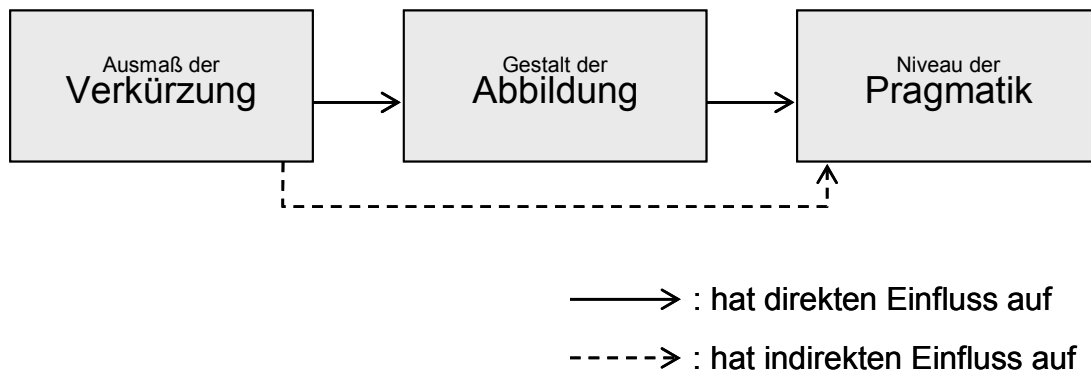 Ausmaß der
Verkürzung
Gestalt der
Abbildung
Niveau der
Pragmatik
: hat direkten Einfluss auf
: hat indirekten Einfluss auf